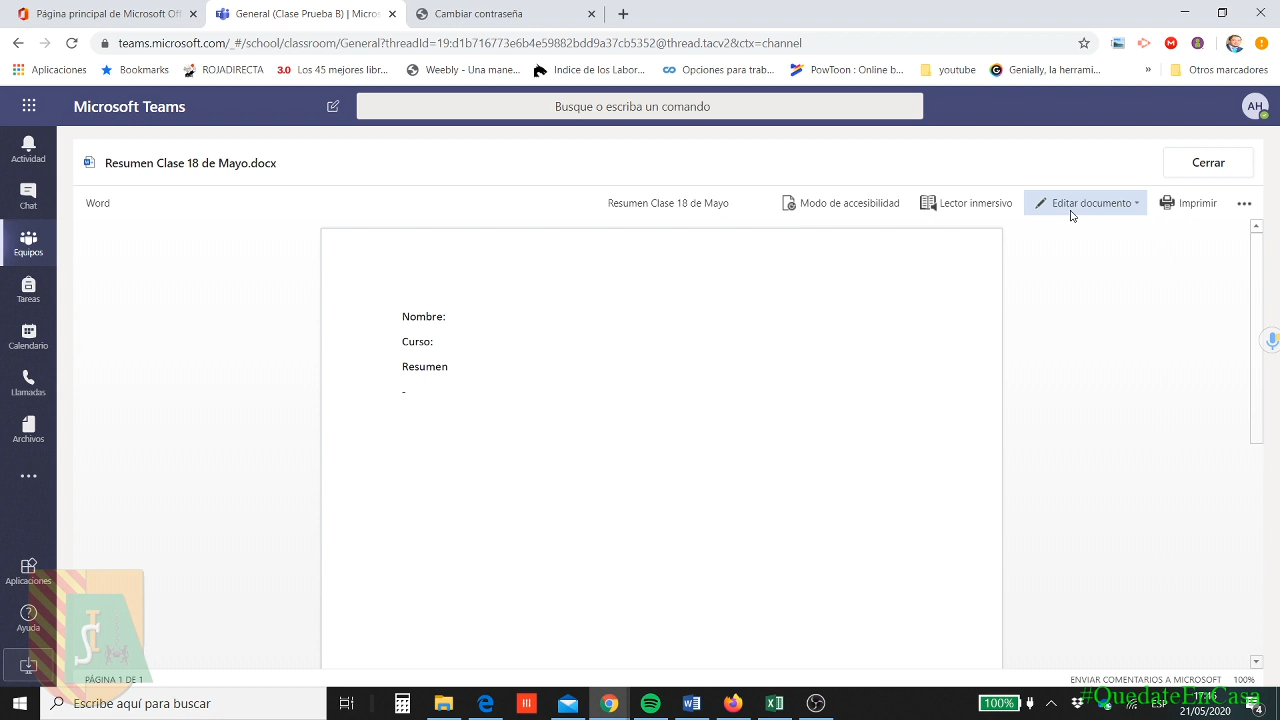 Página principal de Microsoft Of
General (Clase Prueba B) | Micros
Cambiar contraseña
teams.microsoft.com/_#/school/classroom/General?threadId=19:d1b716773e6b4e59882bdd9a37cb5352@thread.tacv2&ctx=channel
Aplicaciones
Bookmarks
ROJADIRECTA
3.0 Los 45 mejores libr...
Weebly - Una mane...
Indice de los Labor...
Opciones para trab...
PowToon : Online b...
youtube
Genially, la herrami...
»
Otros marcadores
Microsoft Teams
Busque o escriba un comando
AH
Actividad
Chat
Equipos
Tareas
Calendario
Llamadas
Archivos
Aplicaciones
Ayuda
Resumen Clase 18 de Mayo.docx
Cerrar
Word
Resumen Clase 18 de Mayo
Modo de accesibilidad
Lector inmersivo
Editar documento
Imprimir
Nombre:
Curso:
Resumen
-
PÁGINA 1 DE 1
ENVIAR COMENTARIOS A MICROSOFT
100%
Escribe aquí para buscar
100%
ESP
21/05/2020
4
#QuedateEnCasa